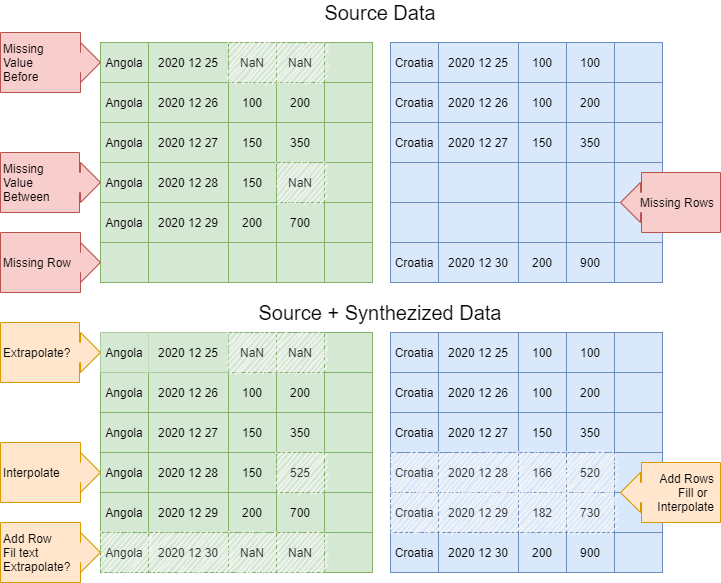 Source Data
Missing
Value
Before
Angola 2020 12 25 NaN NaN
Angola 2020 12 26 100 200
Angola 2020 12 27 150 350
Missing
Value
Between
Angola 2020 12 28 150 NaN
Angola 2020 12 29 200 700
Missing Row
Croatia 2020 12 25 100 100
Croatia 2020 12 26 100 200
Croatia 2020 12 27 150 350
Missing Rows
Croatia 2020 12 30 200 900
Source + Synthezized Data
Extrapolate?
Angola 2020 12 25 NaN NaN
Angola 2020 12 26 100 200
Angola 2020 12 27 150 350
Interpolate
Angola 2020 12 28 150 525
Angola 2020 12 29 200 700
Add Row
Fil text
Extrapolate?
Angola 2020 12 30 NaN NaN
Croatia 2020 12 25 100 100
Croatia 2020 12 26 100 200
Croatia 2020 12 27 150 350
Croatia 2020 12 28 166 520
Croatia 2020 12 29 182 730
Add Rows
Fill or
Interpolate
Croatia 2020 12 30 200 900